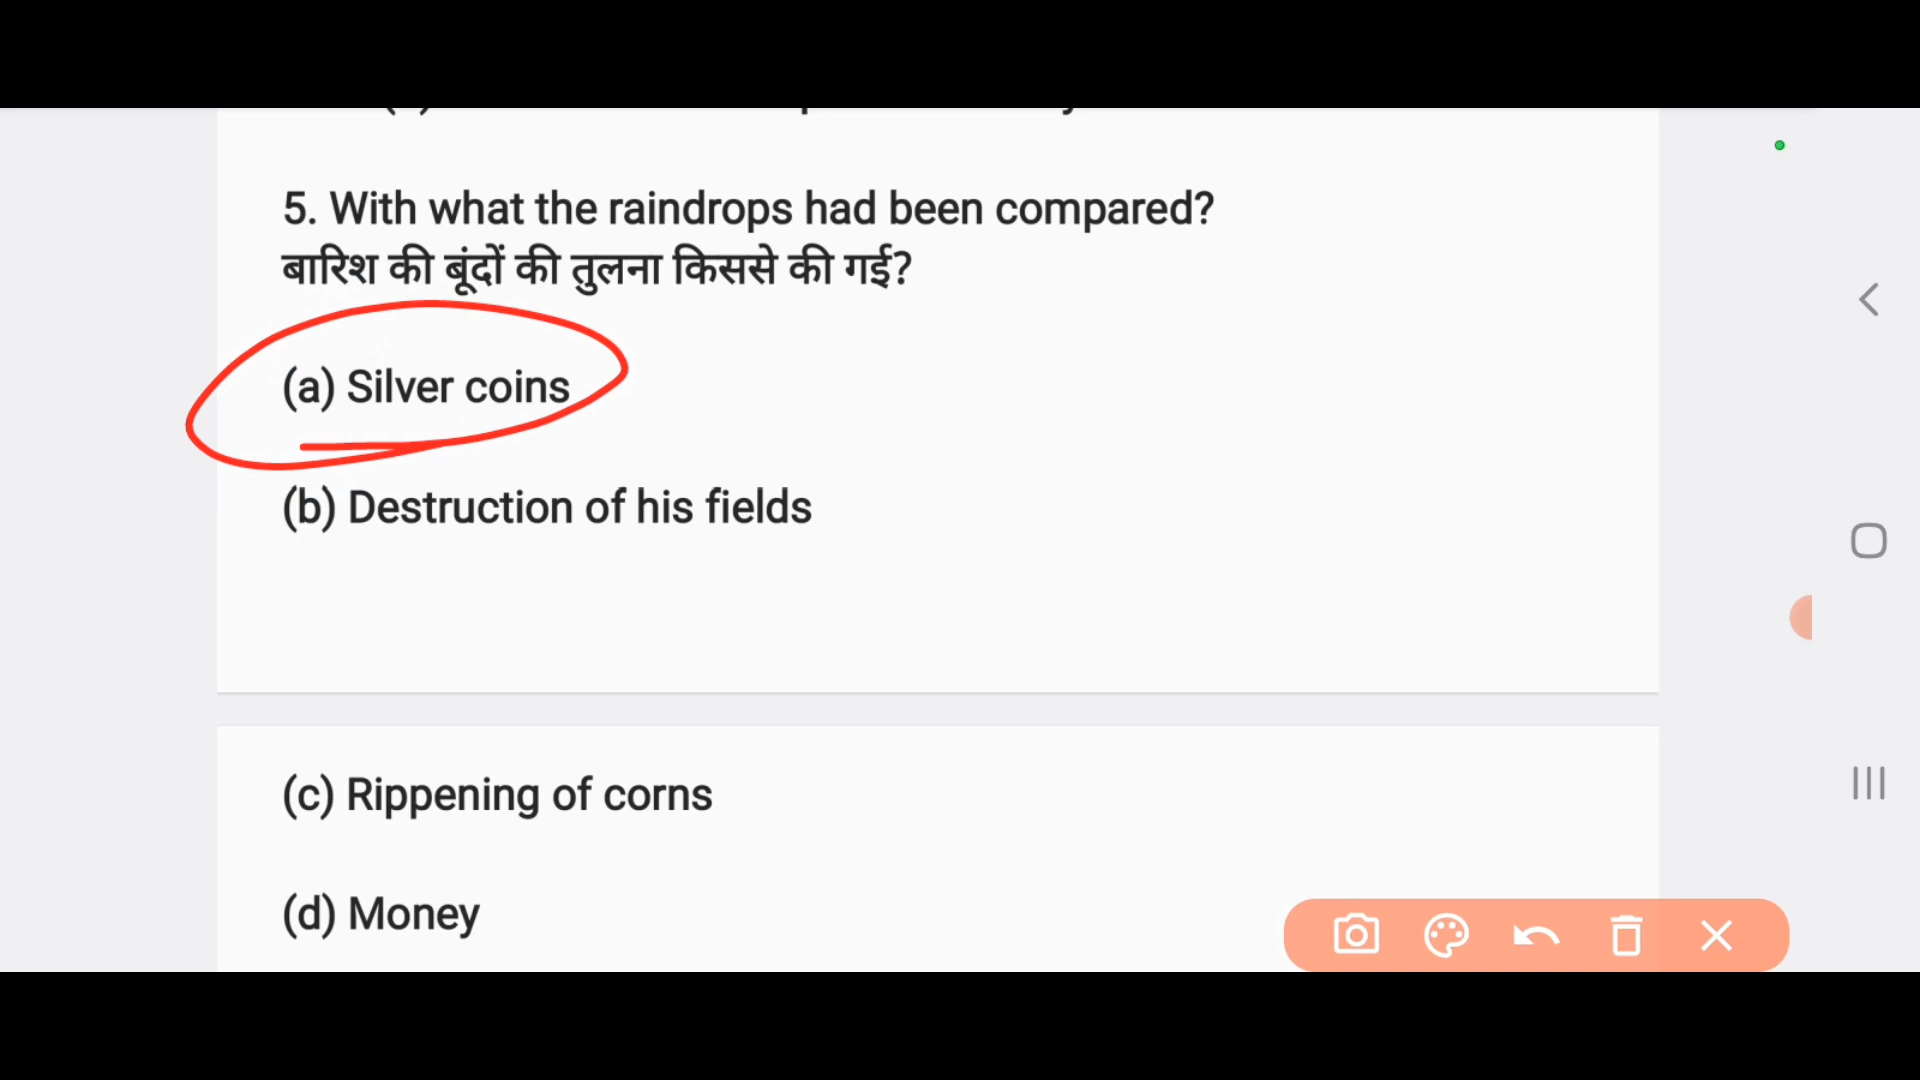 5. With what the raindrops had been compared?
बारिश की बूंदों की तुलना किससे की गई?
(a) Silver coins
(b) Destruction of his fields
(c) Rippening of corns
(d) Money